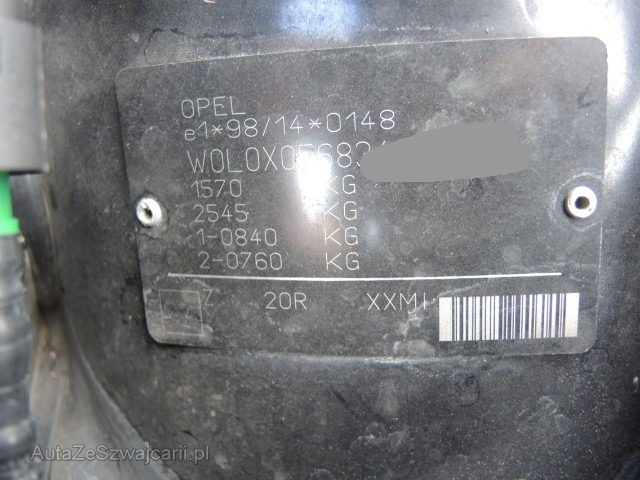 OPEL
e1*98/14*0148
W0L0X0F683
1570 KG
2545 KG
1-0840 KG
2-0760 KG
Z 20R XXMI
AutaZeSzwajcarii.pl